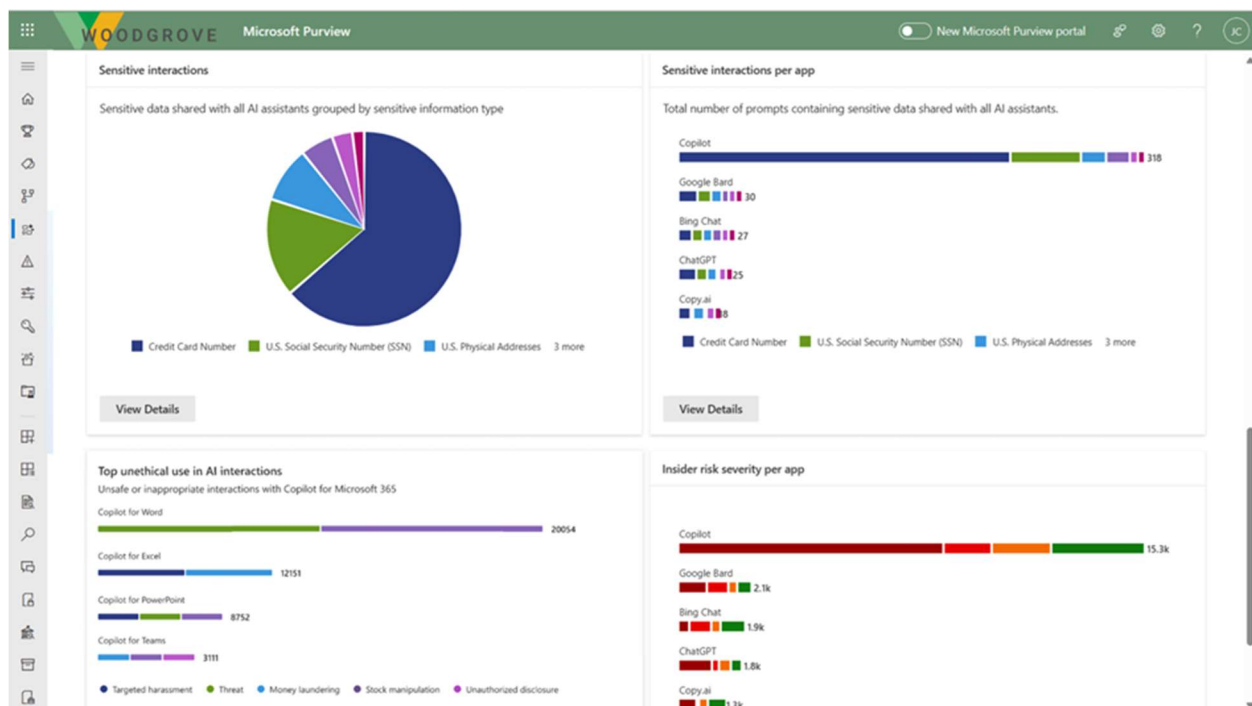 WOODGROVE
Microsoft Purview
New Microsoft Purview portal
JC
Sensitive interactions
Sensitive data shared with all AI assistants grouped by sensitive information type
Credit Card Number
U.S. Social Security Number (SSN)
U.S. Physical Addresses
3 more
View Details
Sensitive interactions per app
Total number of prompts containing sensitive data shared with all AI assistants.
Copilot
318
Google Bard
30
Bing Chat
27
ChatGPT
25
Copy.ai
Credit Card Number
U.S. Social Security Number (SSN)
U.S. Physical Addresses
3 more
View Details
Top unethical use in AI interactions
Unsafe or inappropriate interactions with Copilot for Microsoft 365
Copilot for Word
20054
Copilot for Excel
12151
Copilot for PowerPoint
8752
Copilot for Teams
3111
Targeted harassment
Threat
Money laundering
Stock manipulation
Unauthorized disclosure
Insider risk severity per app
Copilot
15.3k
Google Bard
2.1k
Bing Chat
1.9k
ChatGPT
1.8k
Copy.ai
1.3k